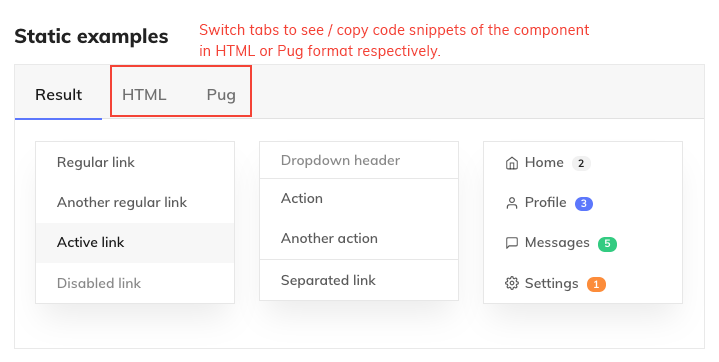 Static examples
Switch tabs to see / copy code snippets of the component
in HTML or Pug format respectively.
Result
HTML
Pug
Regular link
Another regular link
Active link
Disabled link
Dropdown header
Action
Another action
Separated link
Home 2
Profile 3
Messages 5
Settings 1